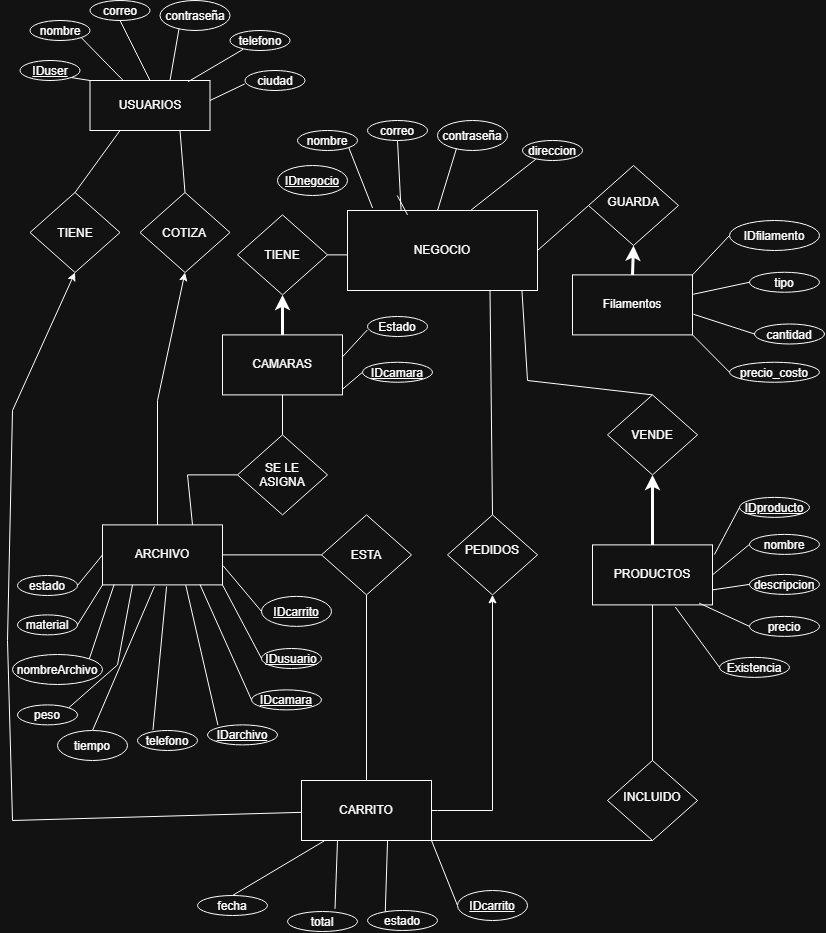 correo
contraseña
nombre
telefono
IDuser
ciudad
USUARIOS
nombre
correo
contraseña
direccion
IDnegocio
TIENE
COTIZA
TIENE
NEGOCIO
GUARDA
IDfilamento
tipo
Filamentos
cantidad
precio_costo
Estado
CAMARAS
IDcamara
VENDE
SE LE
ASIGNA
IDproducto
nombre
ARCHIVO
ESTA
PEDIDOS
PRODUCTOS
descripcion
estado
precio
material
IDcarrito
IDusuario
Existencia
nombreArchivo
IDcamara
peso
tiempo
telefono
IDarchivo
CARRITO
INCLUIDO
fecha
total
estado
IDcarrito